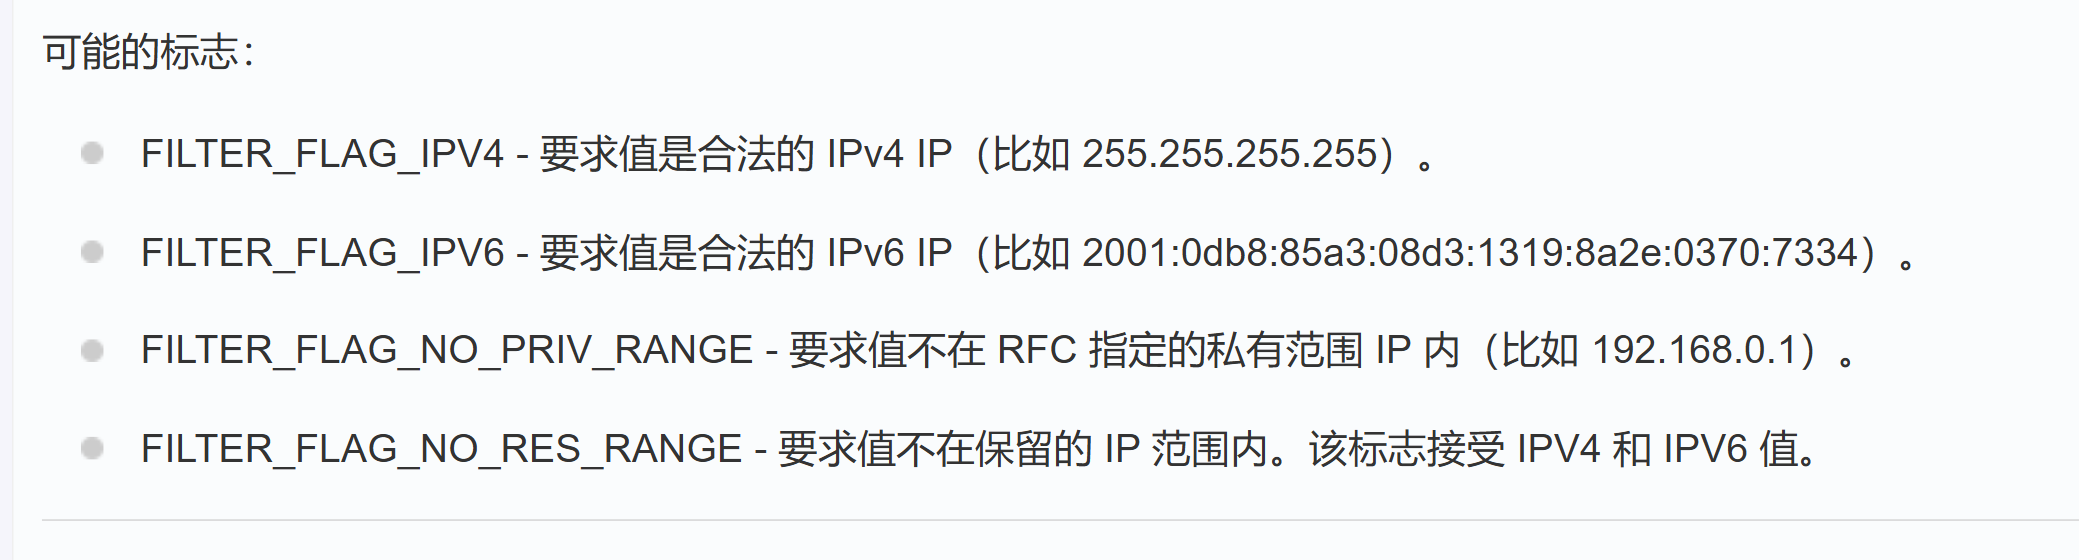 可能的标志：
FILTER_FLAG_IPV4 - 要求值是合法的 IPv4 IP（比如 255.255.255.255）。
FILTER_FLAG_IPV6 - 要求值是合法的 IPv6 IP（比如 2001:0db8:85a3:08d3:1319:8a2e:0370:7334）。
FILTER_FLAG_NO_PRIV_RANGE - 要求值不在 RFC 指定的私有范围 IP 内（比如 192.168.0.1）。
FILTER_FLAG_NO_RES_RANGE - 要求值不在保留的 IP 范围内。该标志接受 IPV4 和 IPV6 值。